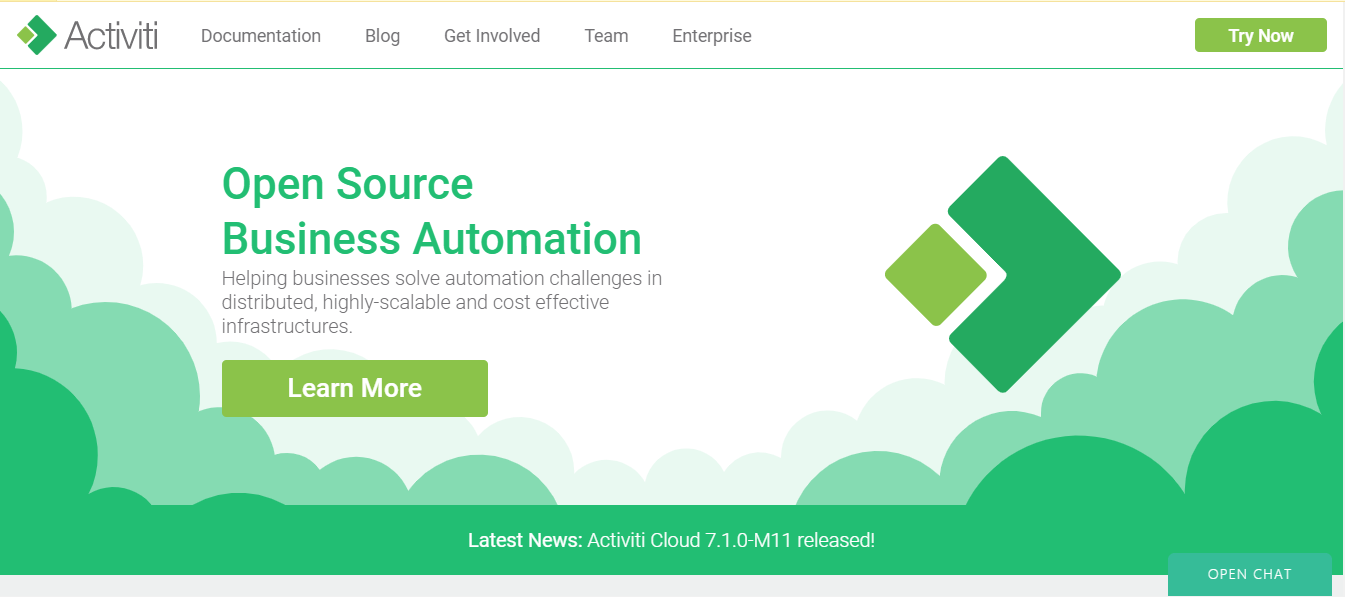 Activiti
Documentation
Blog
Get Involved
Team
Enterprise
Try Now
Open Source
Business Automation
Helping businesses solve automation challenges in
distributed, highly-scalable and cost effective
infrastructures.
Learn More
Latest News: Activiti Cloud 7.1.0-M11 released!
OPEN CHAT